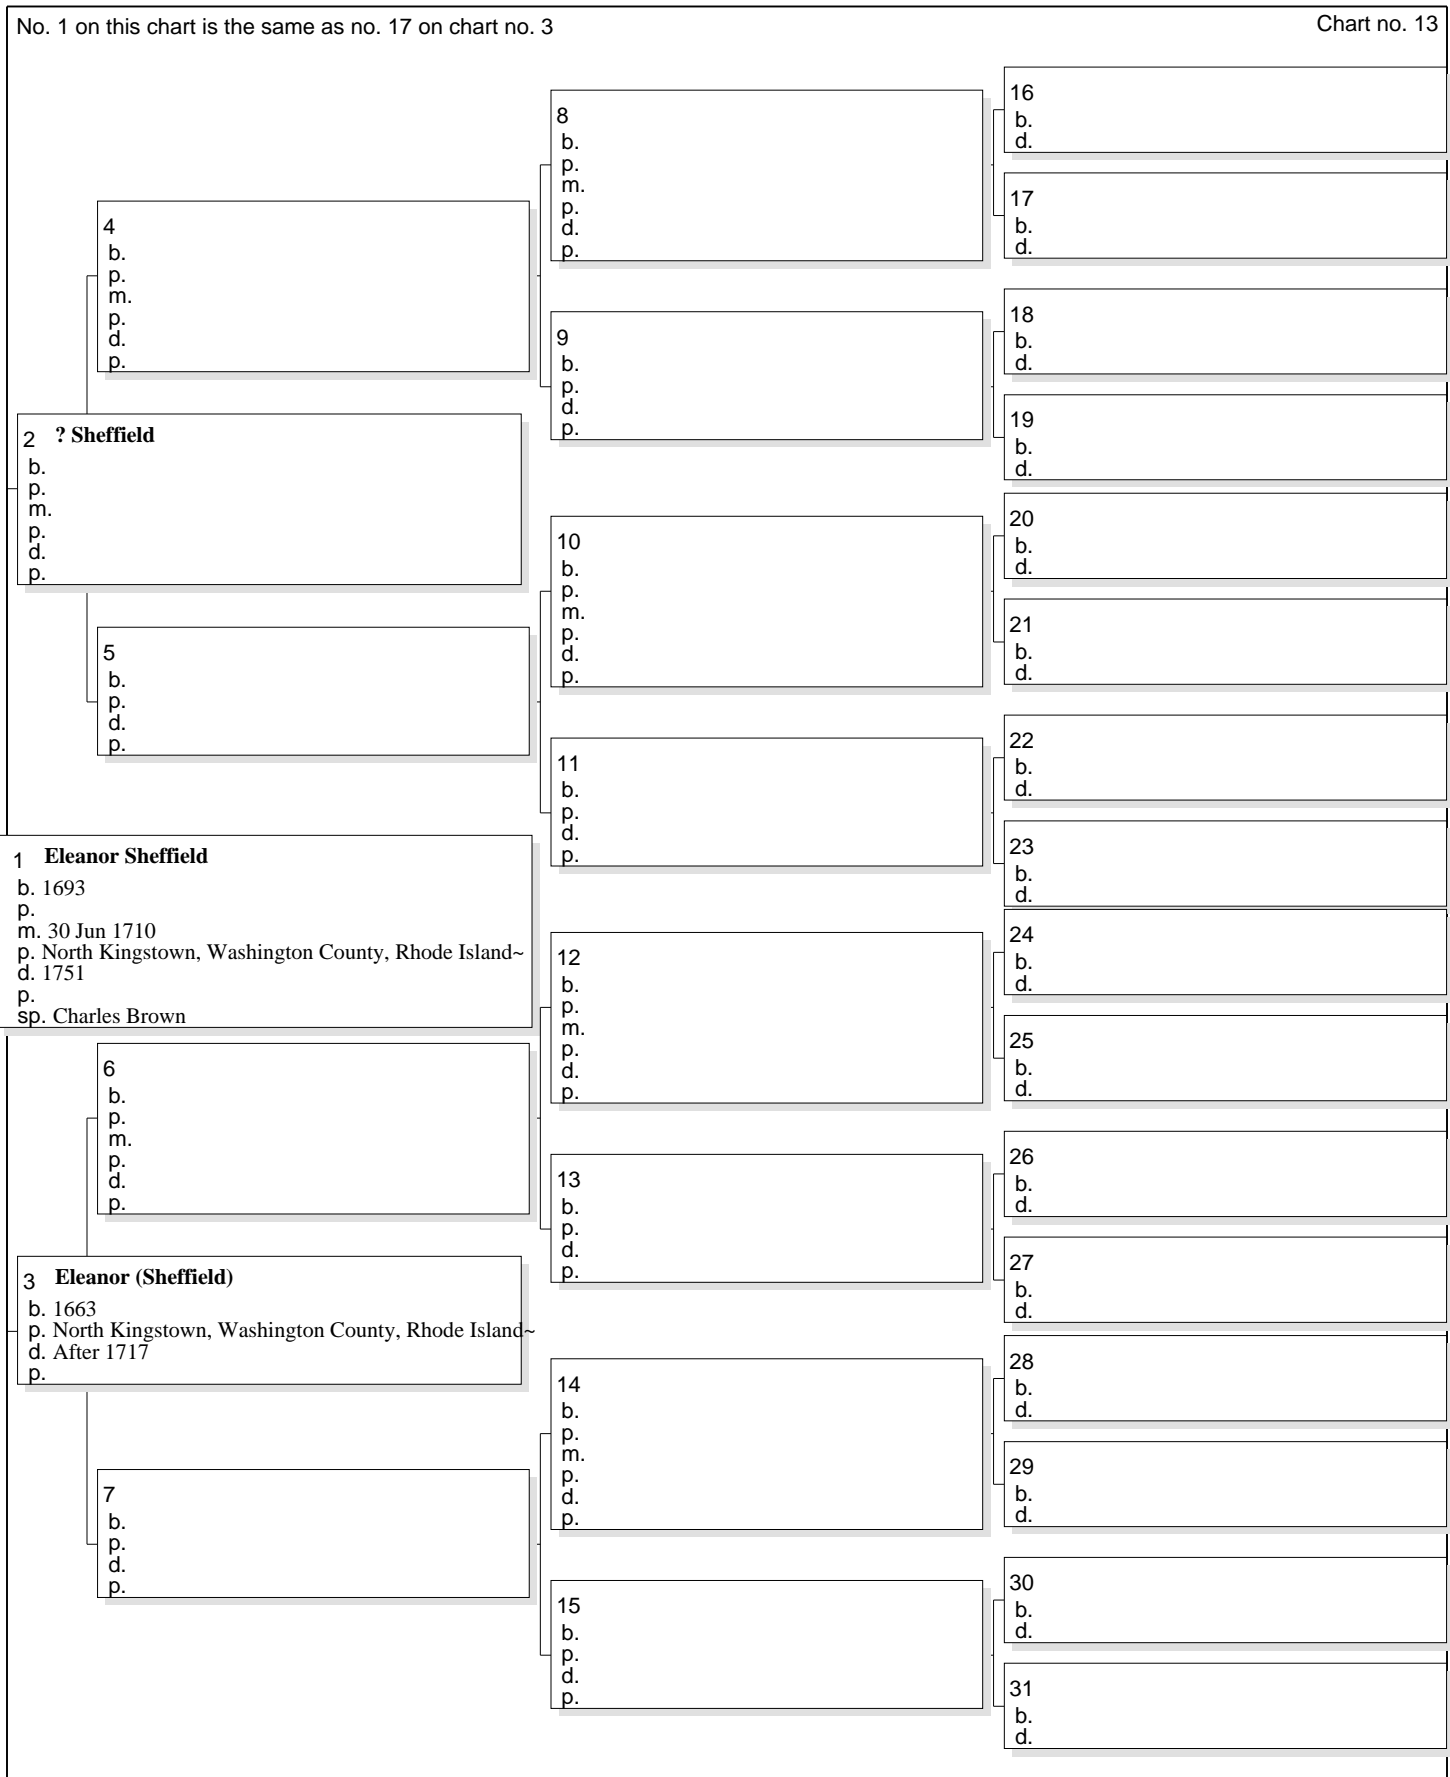 No. 1 on this chart is the same as no. 17 on chart no. 3
Chart no. 13
16
b.
d.
8
b.
p.
m.
p.
d.
p.
17
b.
d.
4
b.
p.
m.
p.
d.
p.
18
b.
d.
9
b.
p.
d.
p.
19
b.
d.
2 ? Sheffield
b.
p.
m.
p.
d.
p.
20
b.
d.
10
b.
p.
m.
p.
d.
p.
21
b.
d.
5
b.
p.
d.
p.
22
b.
d.
11
b.
p.
d.
p.
23
b.
d.
1 Eleanor Sheffield
b. 1693
p.
m. 30 Jun 1710
p. North Kingstown, Washington County, Rhode Island~
d. 1751
p.
sp. Charles Brown
24
b.
d.
12
b.
p.
m.
p.
d.
p.
25
b.
d.
6
b.
p.
m.
p.
d.
p.
26
b.
d.
13
b.
p.
d.
p.
27
b.
d.
3 Eleanor (Sheffield)
b. 1663
p. North Kingstown, Washington County, Rhode Island~
d. After 1717
p.
28
b.
d.
14
b.
p.
m.
p.
d.
p.
29
b.
d.
7
b.
p.
d.
p.
30
b.
d.
15
b.
p.
d.
p.
31
b.
d.